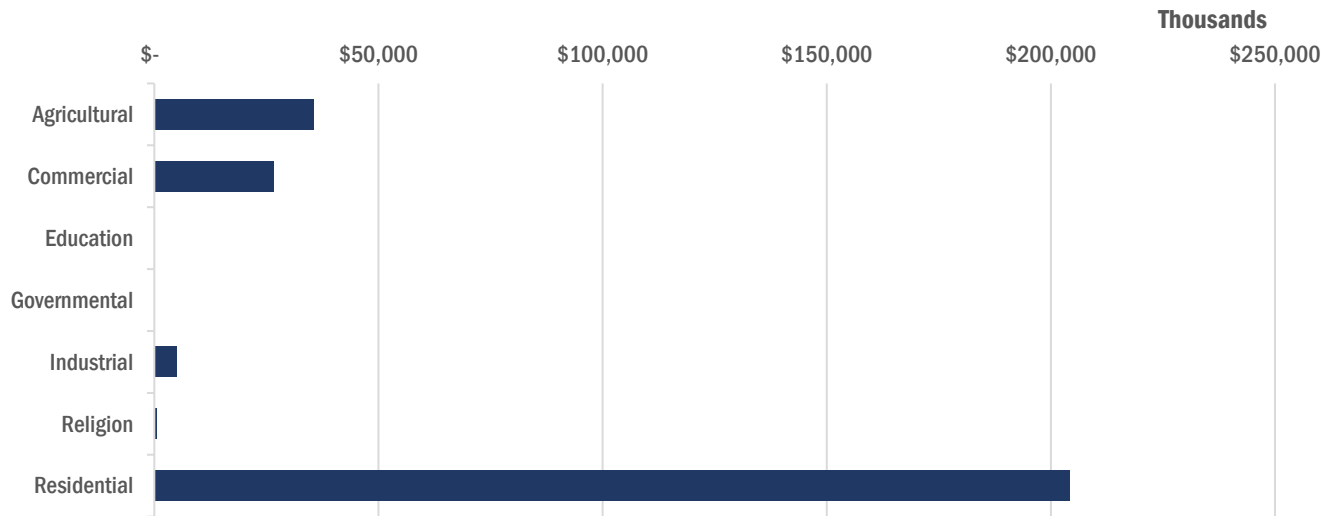 Thousands
$- $50,000 $100,000 $150,000 $200,000 $250,000
Agricultural
Commercial
Education
Governmental
Industrial
Religion
Residential